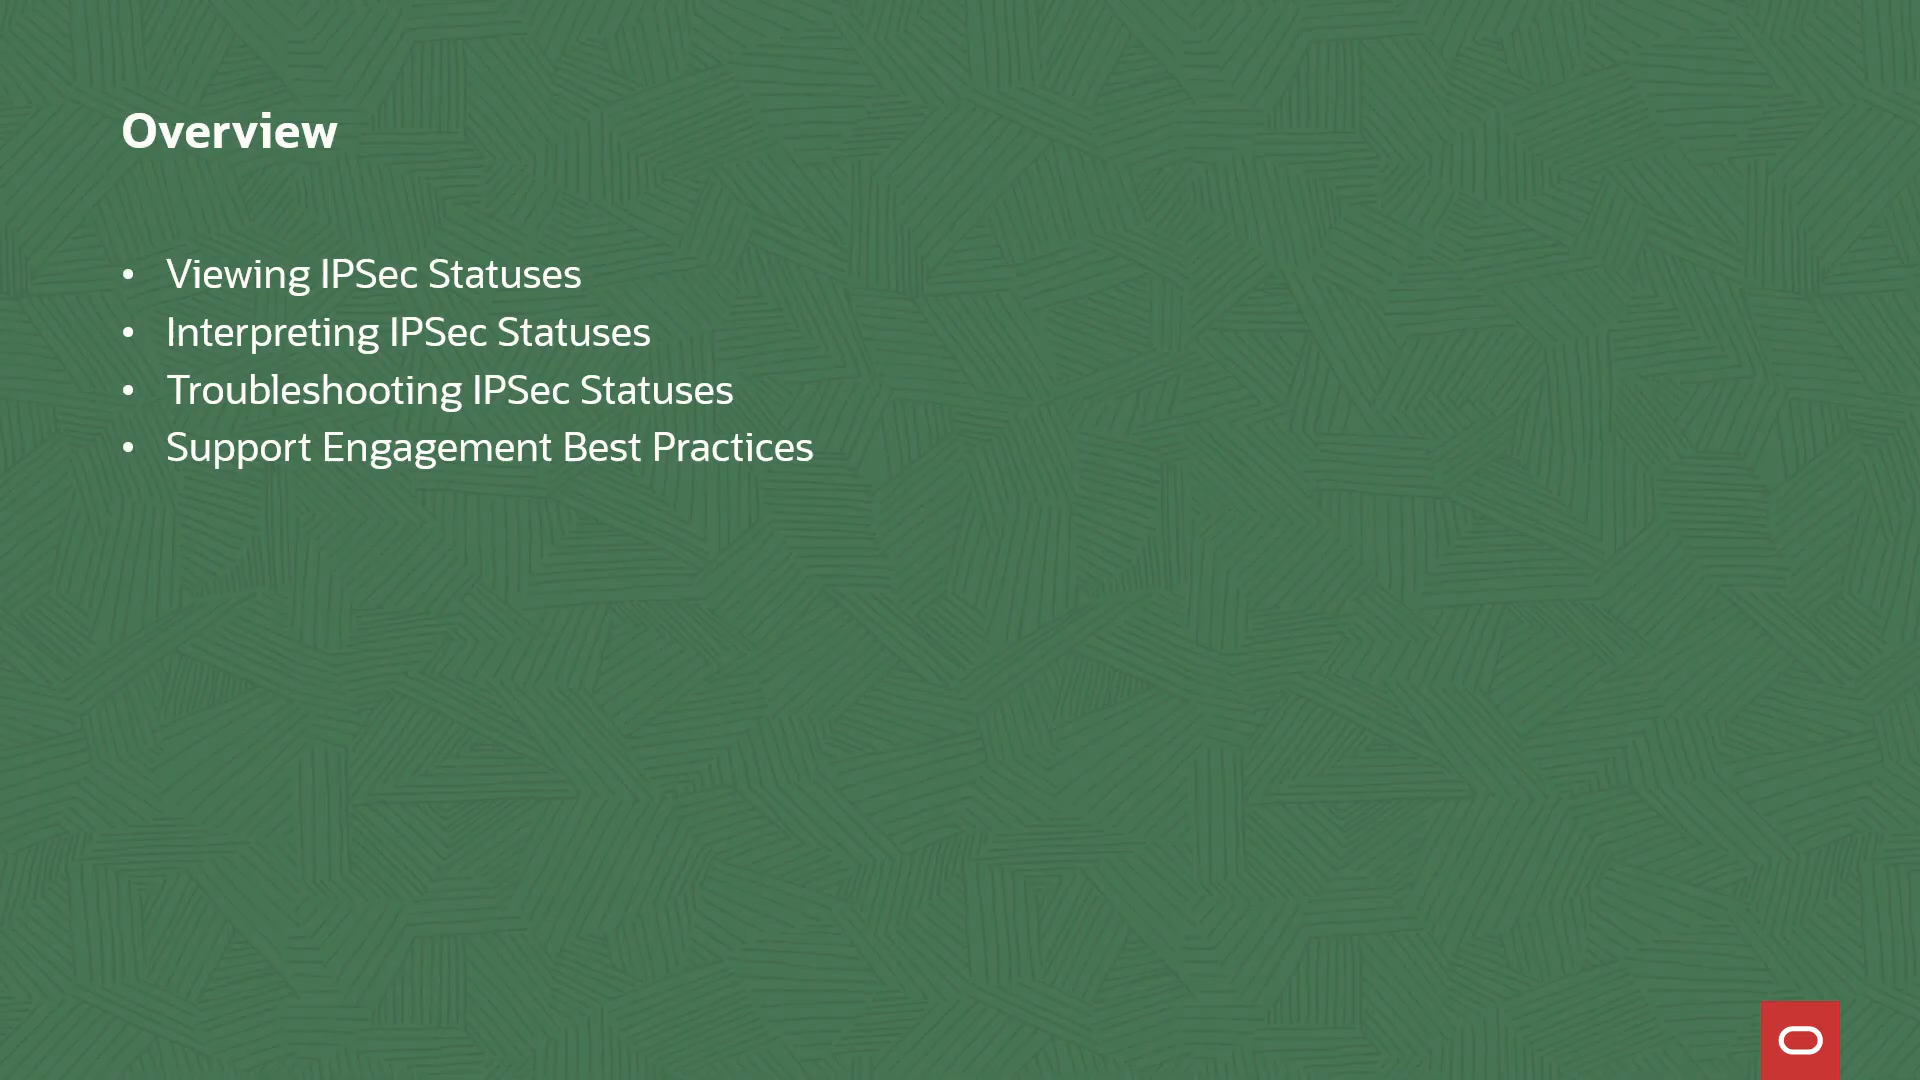 Overview
• Viewing IPSec Statuses
• Interpreting IPSec Statuses
• Troubleshooting IPSec Statuses
• Support Engagement Best Practices